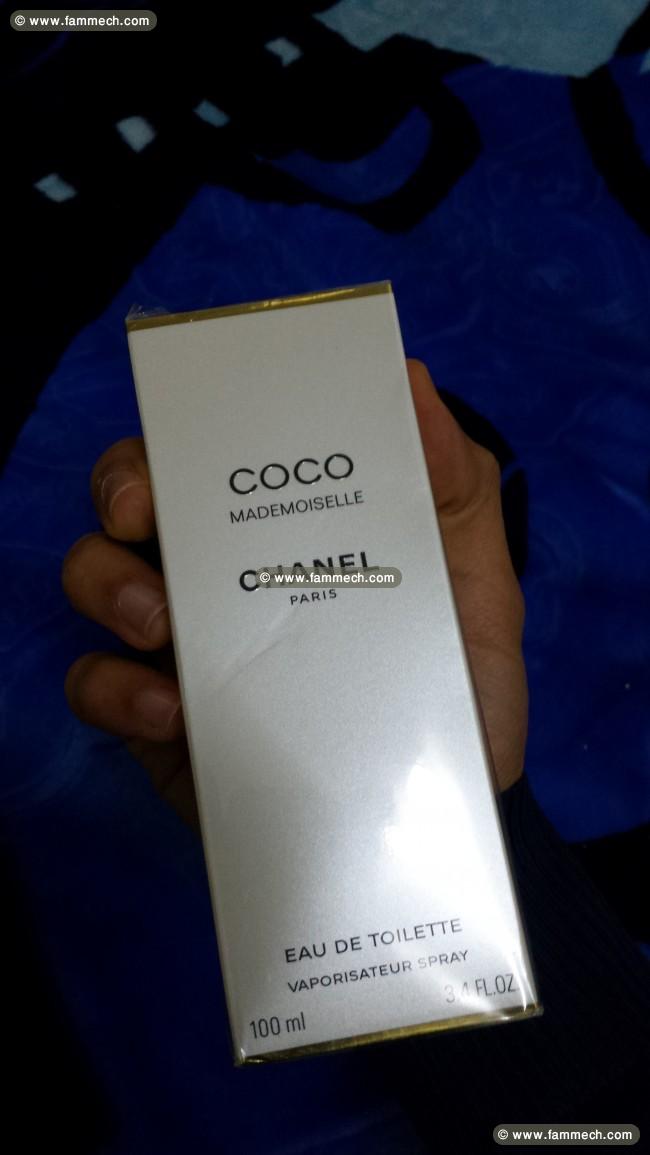 © www.fammech.com
COCO
MADEMOISELLE
CHANEL
© www.fammech.com
PARIS
EAU DE TOILETTE
VAPORISATEUR SPRAY
100 ml 3.4 FL.OZ
© www.fammech.com